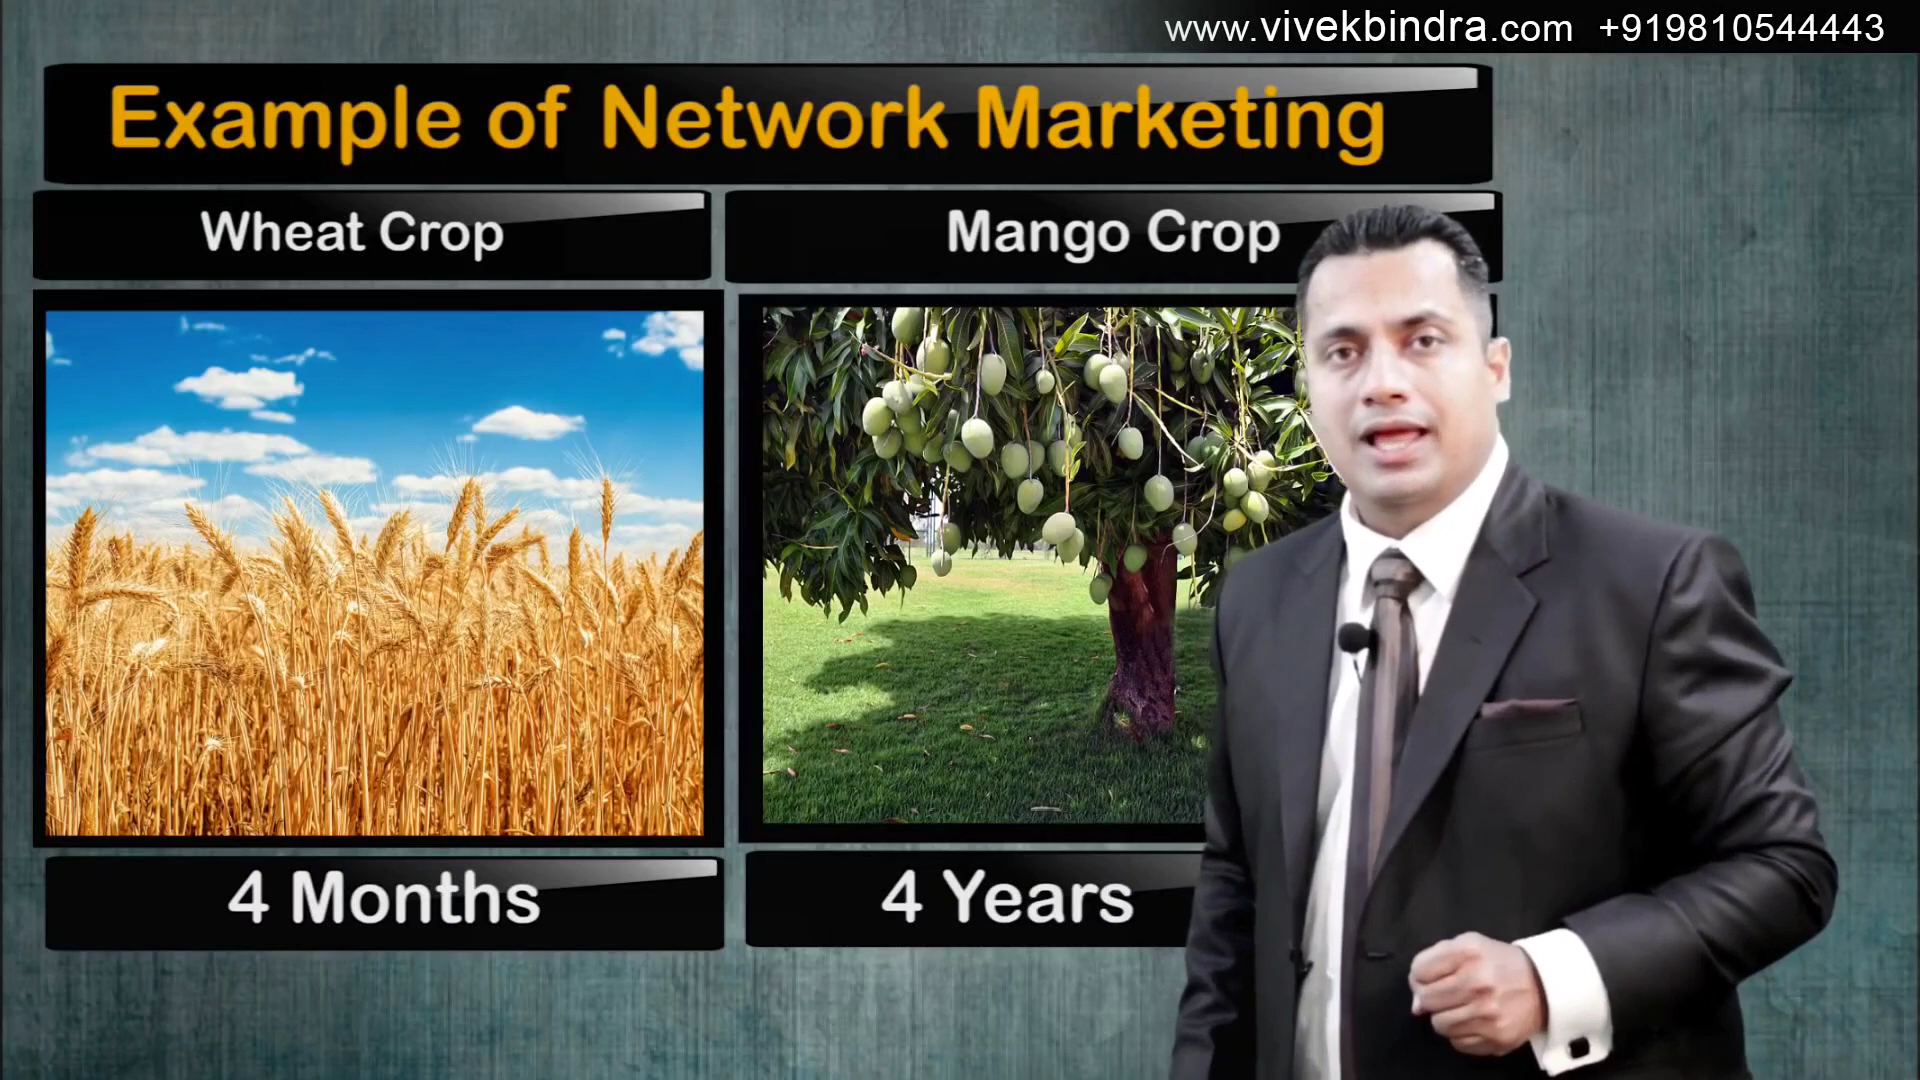 www.vivekbindra.com +919810544443
Example of Network Marketing
Wheat Crop
Mango Crop
4 Months
4 Years